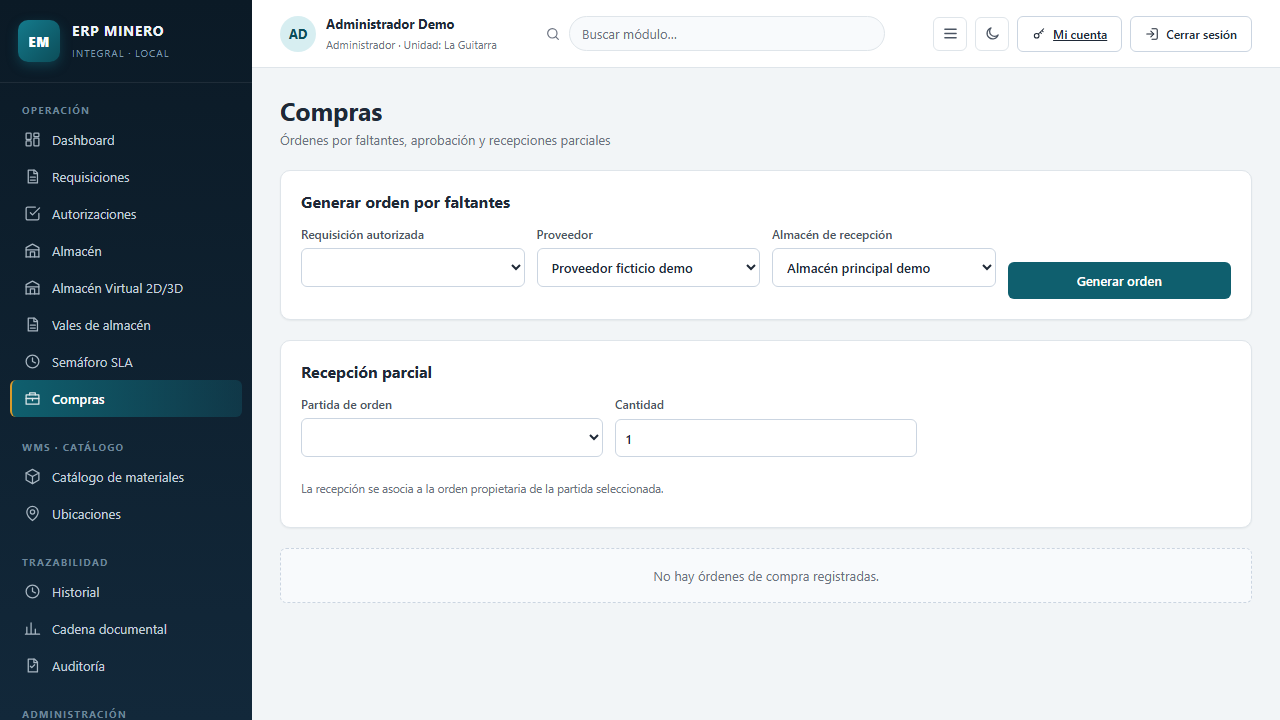 EM
ERP MINERO
INTEGRAL · LOCAL
OPERACIÓN
Dashboard
Requisiciones
Autorizaciones
Almacén
Almacén Virtual 2D/3D
Vales de almacén
Semáforo SLA
Compras
WMS · CATÁLOGO
Catálogo de materiales
Ubicaciones
TRAZABILIDAD
Historial
Cadena documental
Auditoría
ADMINISTRACIÓN
AD
Administrador Demo
Administrador · Unidad: La Guitarra
Buscar módulo...
Mi cuenta
Cerrar sesión
Compras
Órdenes por faltantes, aprobación y recepciones parciales
Generar orden por faltantes
Requisición autorizada
Proveedor
Almacén de recepción
Proveedor ficticio demo
Almacén principal demo
Generar orden
Recepción parcial
Partida de orden
Cantidad
1
La recepción se asocia a la orden propietaria de la partida seleccionada.
No hay órdenes de compra registradas.